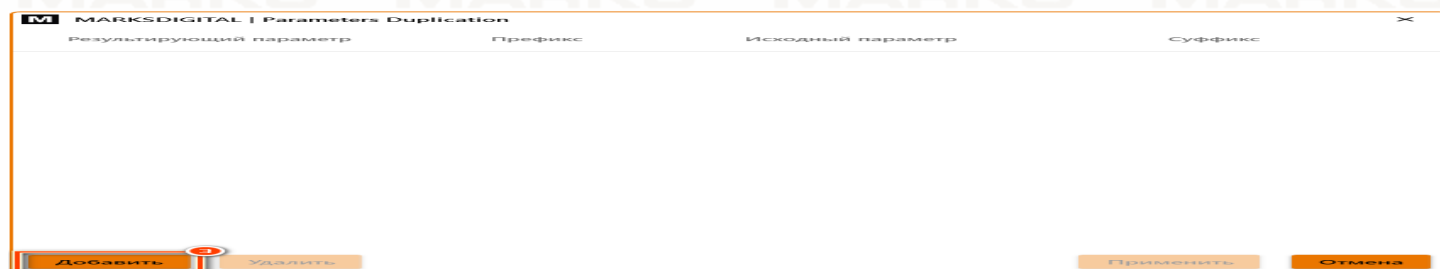 M MARKSDIGITAL | Parameters Duplication
Результирующий параметр Префикс Исходный параметр Суффикс
Добавить Удалить Применить Отмена